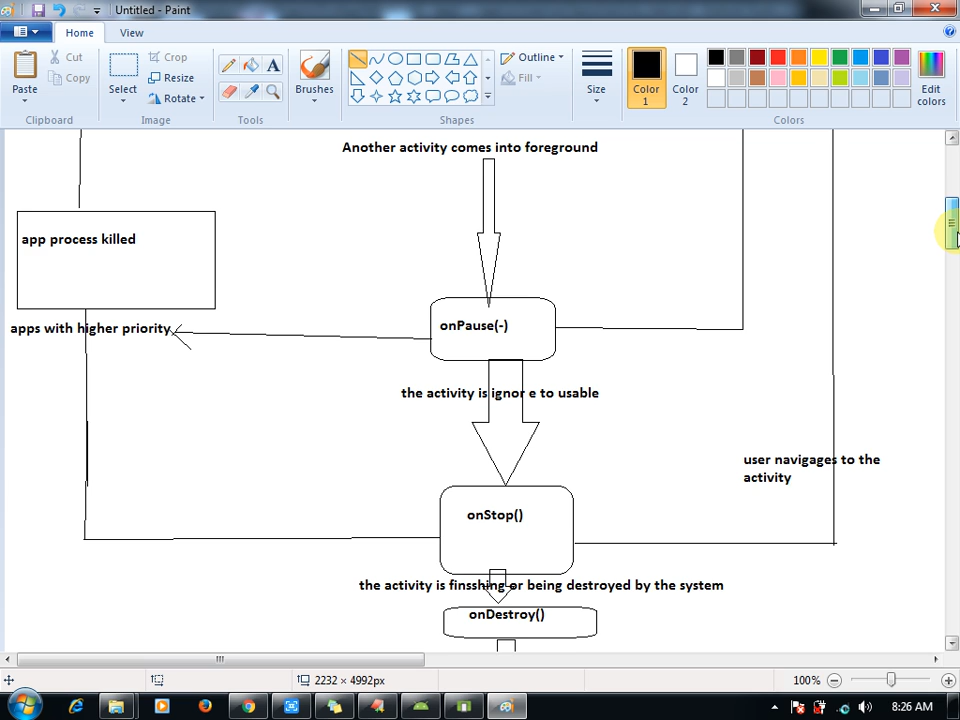 Untitled - Paint
Home
View
Paste
Cut
Copy
Clipboard
Select
Crop
Resize
Rotate
Image
A
Tools
Brushes
Outline
Fill
Shapes
Size
Color
1
Color
2
Colors
Edit
colors
Another activity comes into foreground
app process killed
apps with higher priority
onPause(-)
the activity is ignor e to usable
user navigages to the
activity
onStop()
the activity is finsshing or being destroyed by the system
onDestroy()
2232 × 4992px
100%
8:26 AM